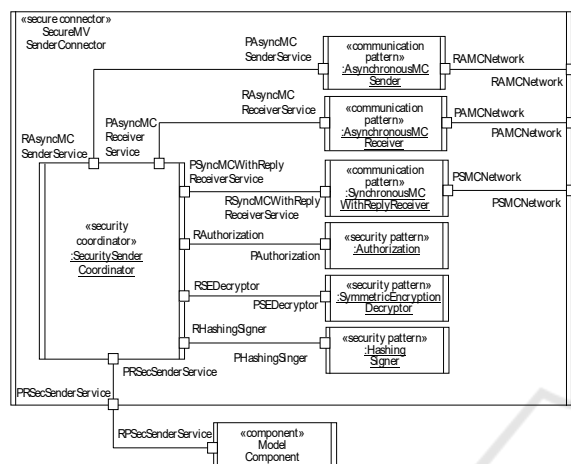 «secure connector»
SecureMV
SenderConnector
PAsyncMC
SenderService
«communication
pattern»
:AsynchronousMC
Sender
RAMCNetwork
RAMCNetwork
RAsyncMC
ReceiverService
«communication
pattern»
:AsynchronousMC
Receiver
PAMCNetwork
PAMCNetwork
RAsyncMC
SenderService
PAsyncMC
Receiver
Service
PSyncMCWithReply
ReceiverService
RSyncMCWithReply
ReceiverService
«communication
pattern»
:SynchronousMC
WithReplyReceiver
PSMCNetwork
PSMCNetwork
«security
coordinator»
:SecuritySender
Coordinator
RAuthorization
PAuthorization
«security pattern»
:Authorization
RSEDecryptor
PSEDecryptor
«security pattern»
:SymmetricEncryption
Decryptor
RHashingSigner
PHashingSinger
«security pattern»
:Hashing
Signer
PRSecSenderService
PRSecSenderService
RPSecSenderService
«component»
Model
Component